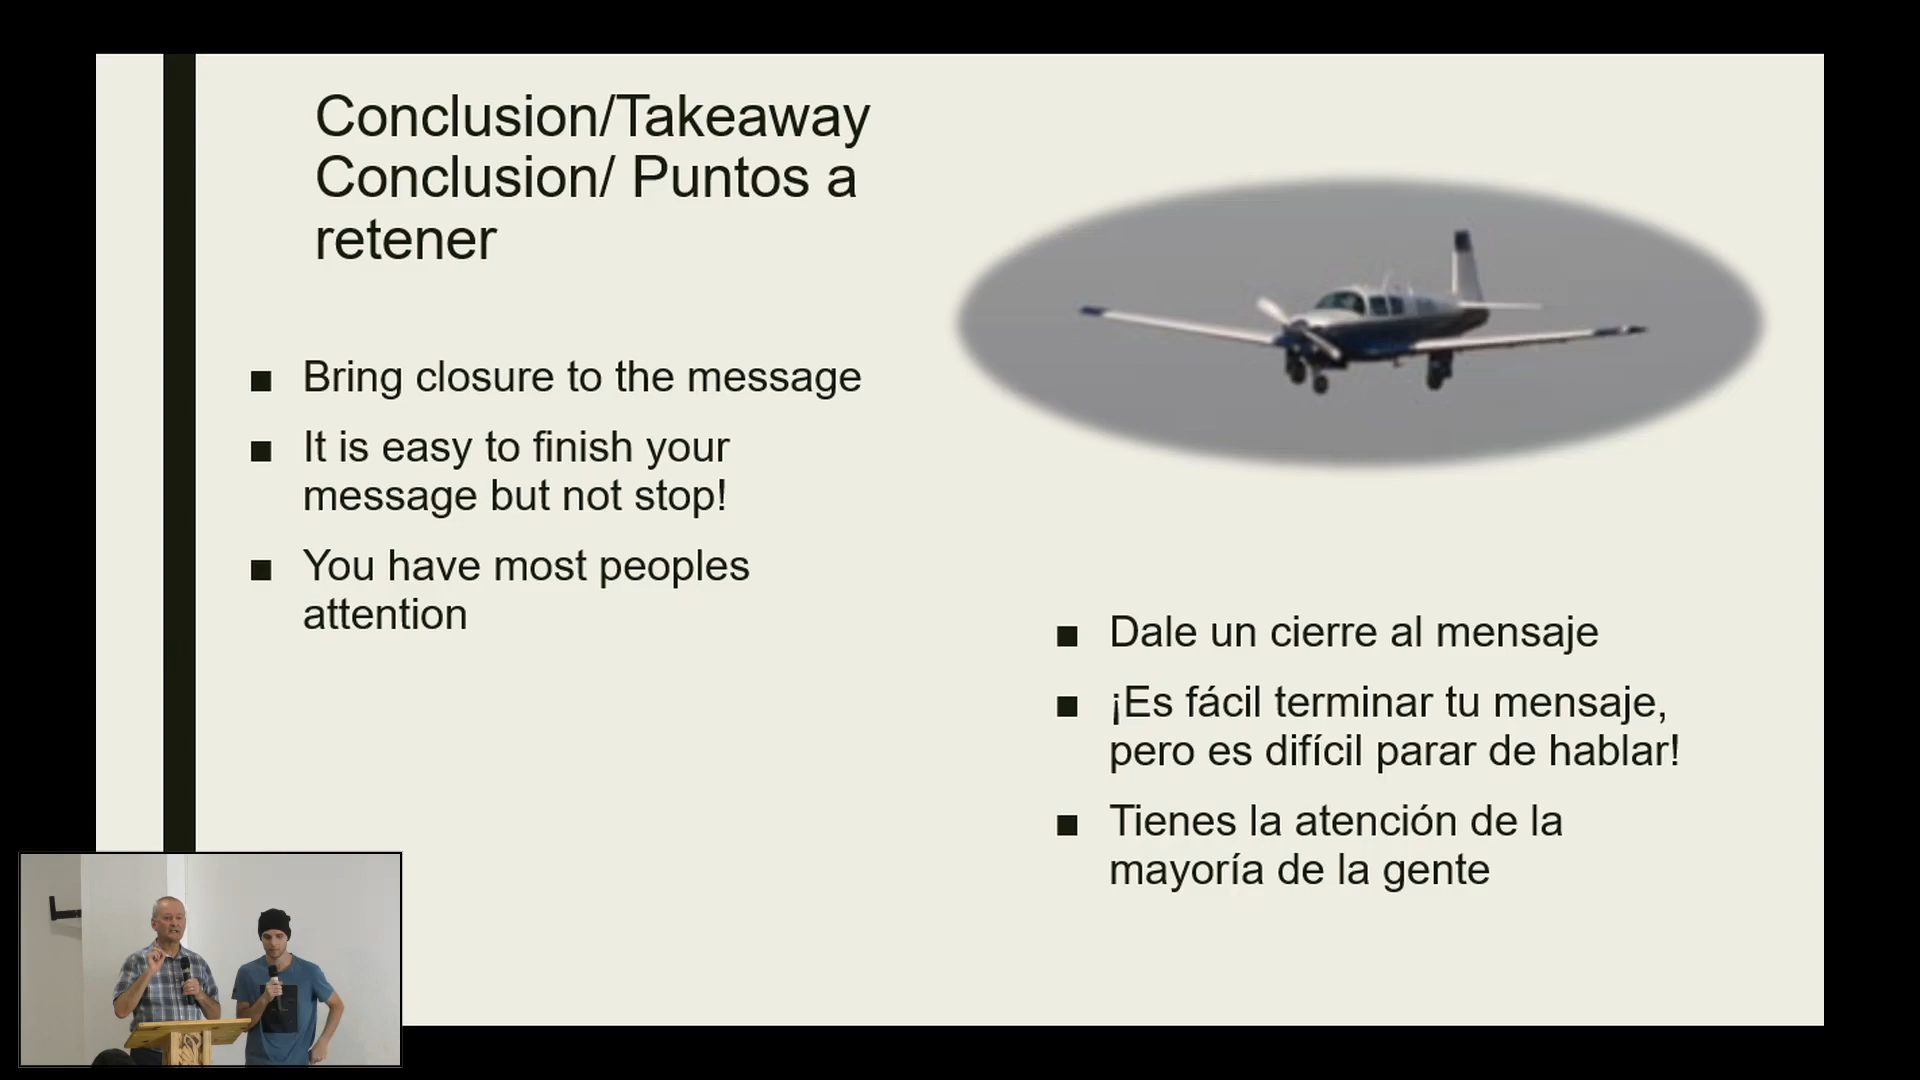 Conclusion/Takeaway
Conclusion/ Puntos a
retener
■ Bring closure to the message
■ It is easy to finish your
message but not stop!
■ You have most peoples
attention
■ Dale un cierre al mensaje
■ ¡Es fácil terminar tu mensaje,
pero es difícil parar de hablar!
■ Tienes la atención de la
mayoría de la gente